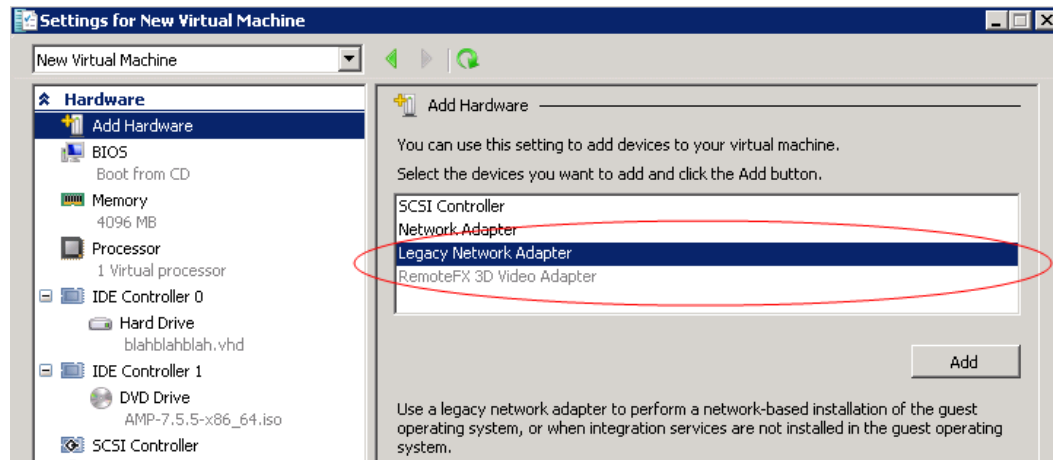 Settings for New Virtual Machine
New Virtual Machine
Hardware
Add Hardware
BIOS
Boot from CD
Memory
4096 MB
Processor
1 Virtual processor
IDE Controller 0
Hard Drive
blahblahblah.vhd
IDE Controller 1
DVD Drive
AMP-7.5.5-x86_64.iso
SCSI Controller
Add Hardware
You can use this setting to add devices to your virtual machine.
Select the devices you want to add and click the Add button.
SCSI Controller
Network Adapter
Legacy Network Adapter
RemoteFX 3D Video Adapter
Add
Use a legacy network adapter to perform a network-based installation of the guest
operating system, or when integration services are not installed in the guest operating
system.